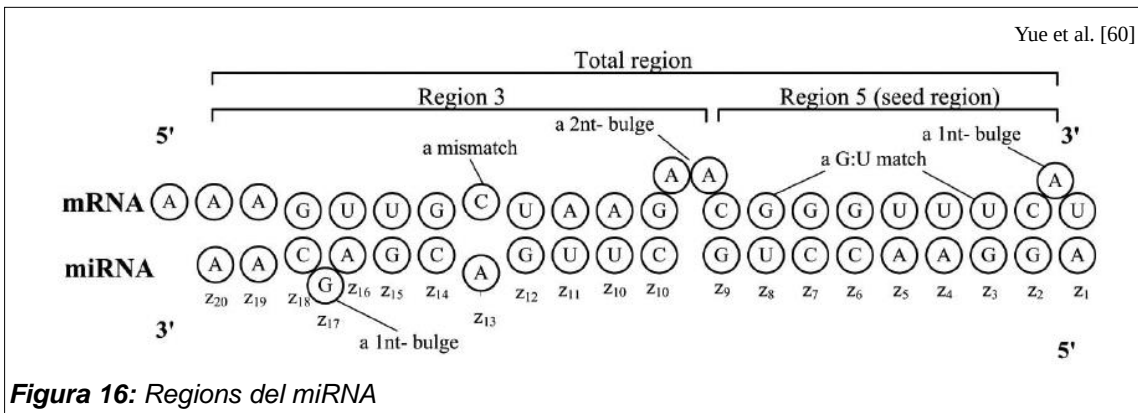 Yue et al. [60]
Total region
Region 3 Region 5 (seed region)
5' a mismatch a 2nt- bulge a G:U match a 1nt- bulge 3'
A A A
mRNA A A A G U U G C U A A G C G G G U U U C U
miRNA A A C A G C A G U U C G U C C A A G G A
G
z20 z19 z18 z16 z15 z14 z12 z11 z10 z10 z9 z8 z7 z6 z5 z4 z3 z2 z1
z17 z13
3' a 1nt- bulge 5'
Figura 16: Regions del miRNA